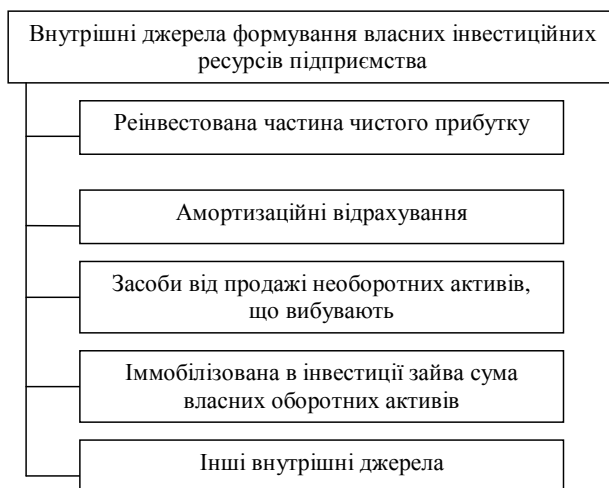 Внутрішні джерела формування власних інвестиційних
ресурсів підприємства
Реінвестована частина чистого прибутку
Амортизаційні відрахування
Засоби від продажі необоротних активів,
що вибувають
Іммобілізована в інвестиції зайва сума
власних оборотних активів
Інші внутрішні джерела